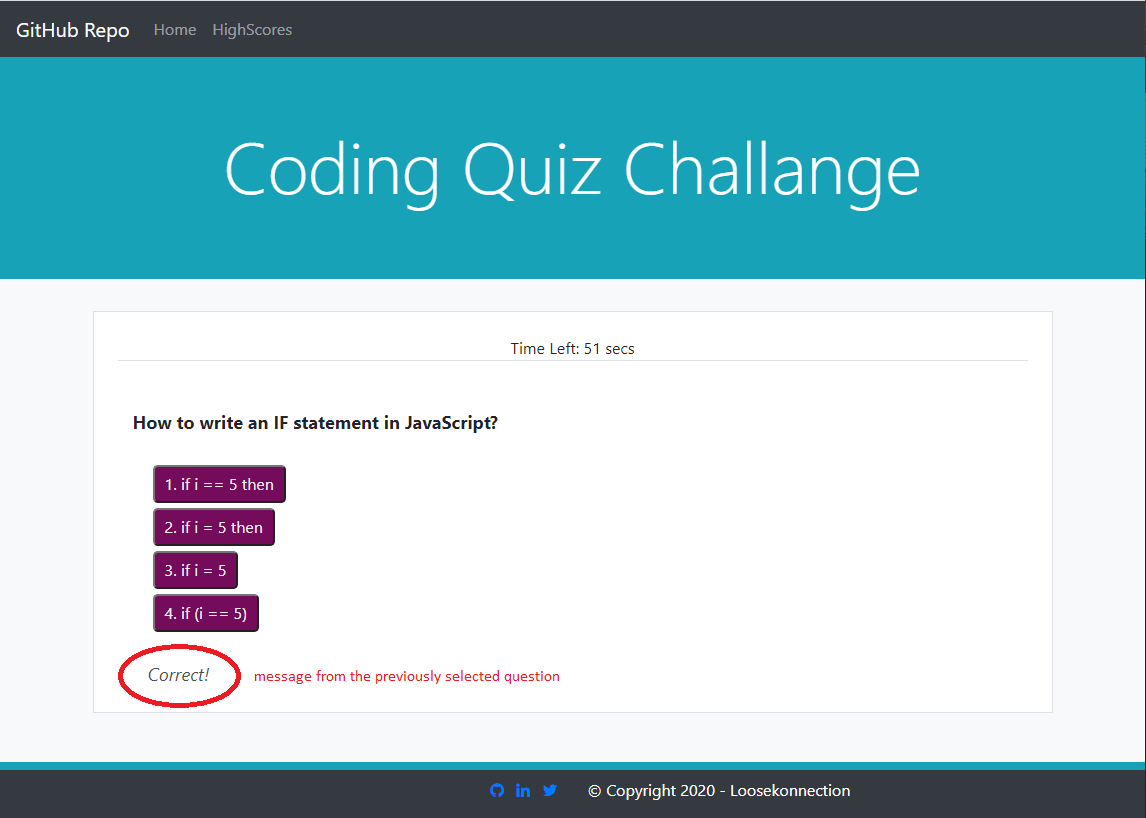 GitHub Repo Home HighScores
Coding Quiz Challange
Time Left: 51 secs
How to write an IF statement in JavaScript?
1. if i == 5 then
2. if i = 5 then
3. if i = 5
4. if (i == 5)
Correct! message from the previously selected question
© Copyright 2020 - Loosekonnection